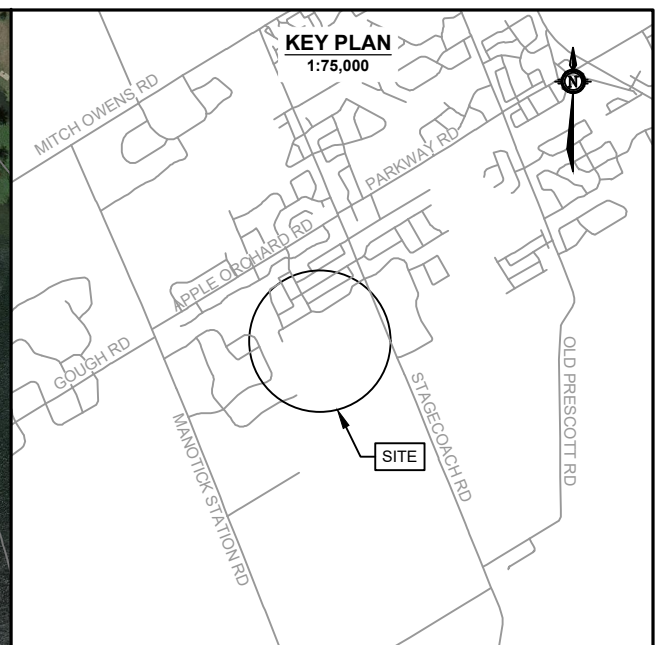 KEY PLAN
1:75,000
N
MITCH OWENS RD
PARKWAY RD
APPLE ORCHARD RD
GOUGH RD
MANOTICK STATION RD
STAGECOACH RD
OLD PRESCOTT RD
SITE